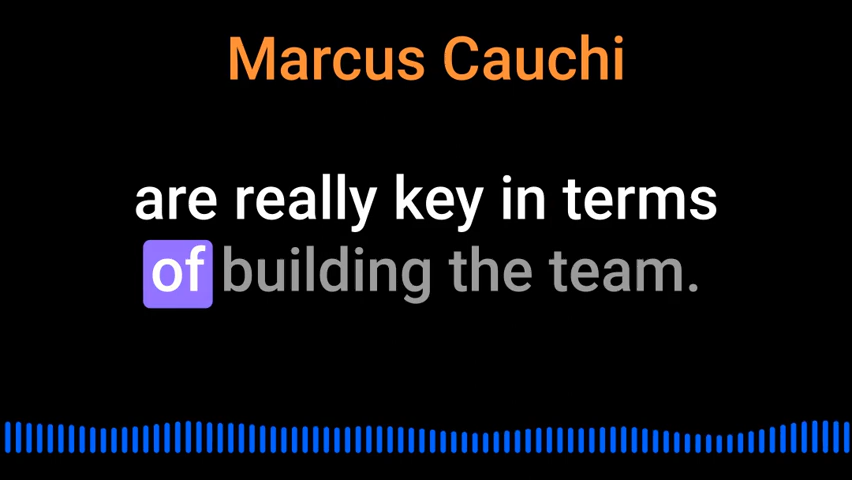 Marcus Cauchi
are really key in terms
of building the team.